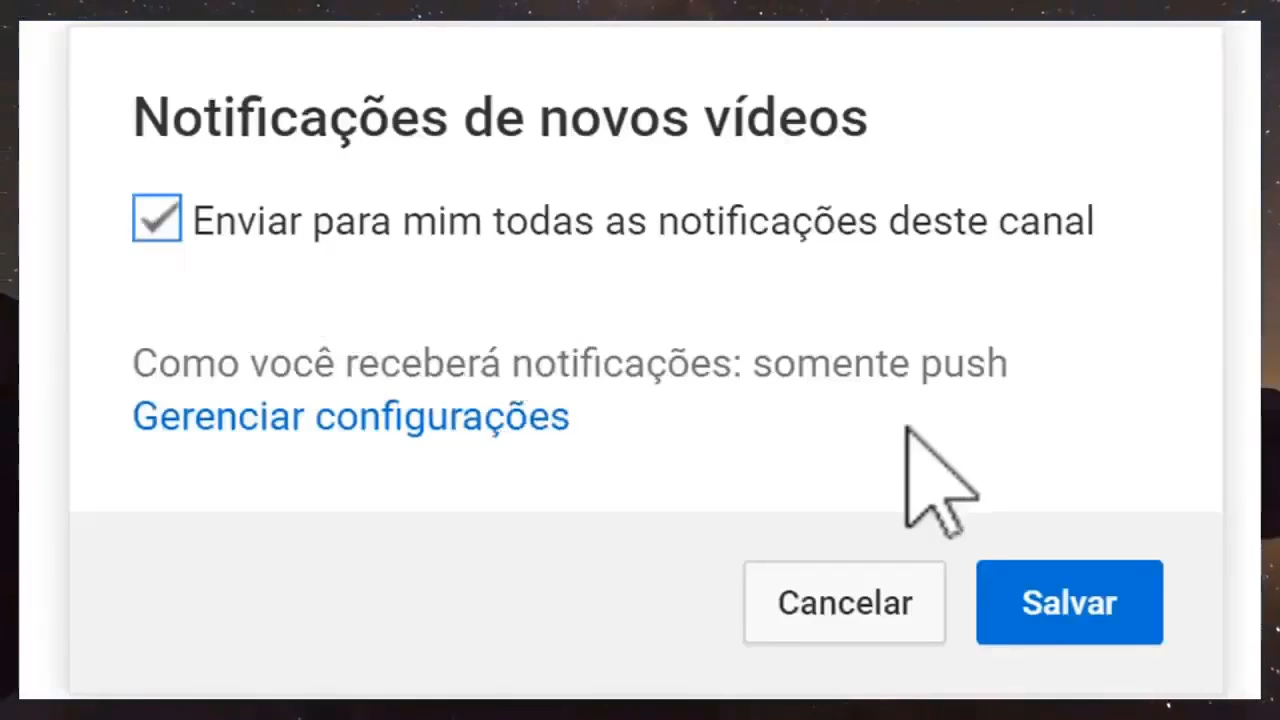 Notificações de novos vídeos
Enviar para mim todas as notificações deste canal
Como você receberá notificações: somente push
Gerenciar configurações
Cancelar
Salvar